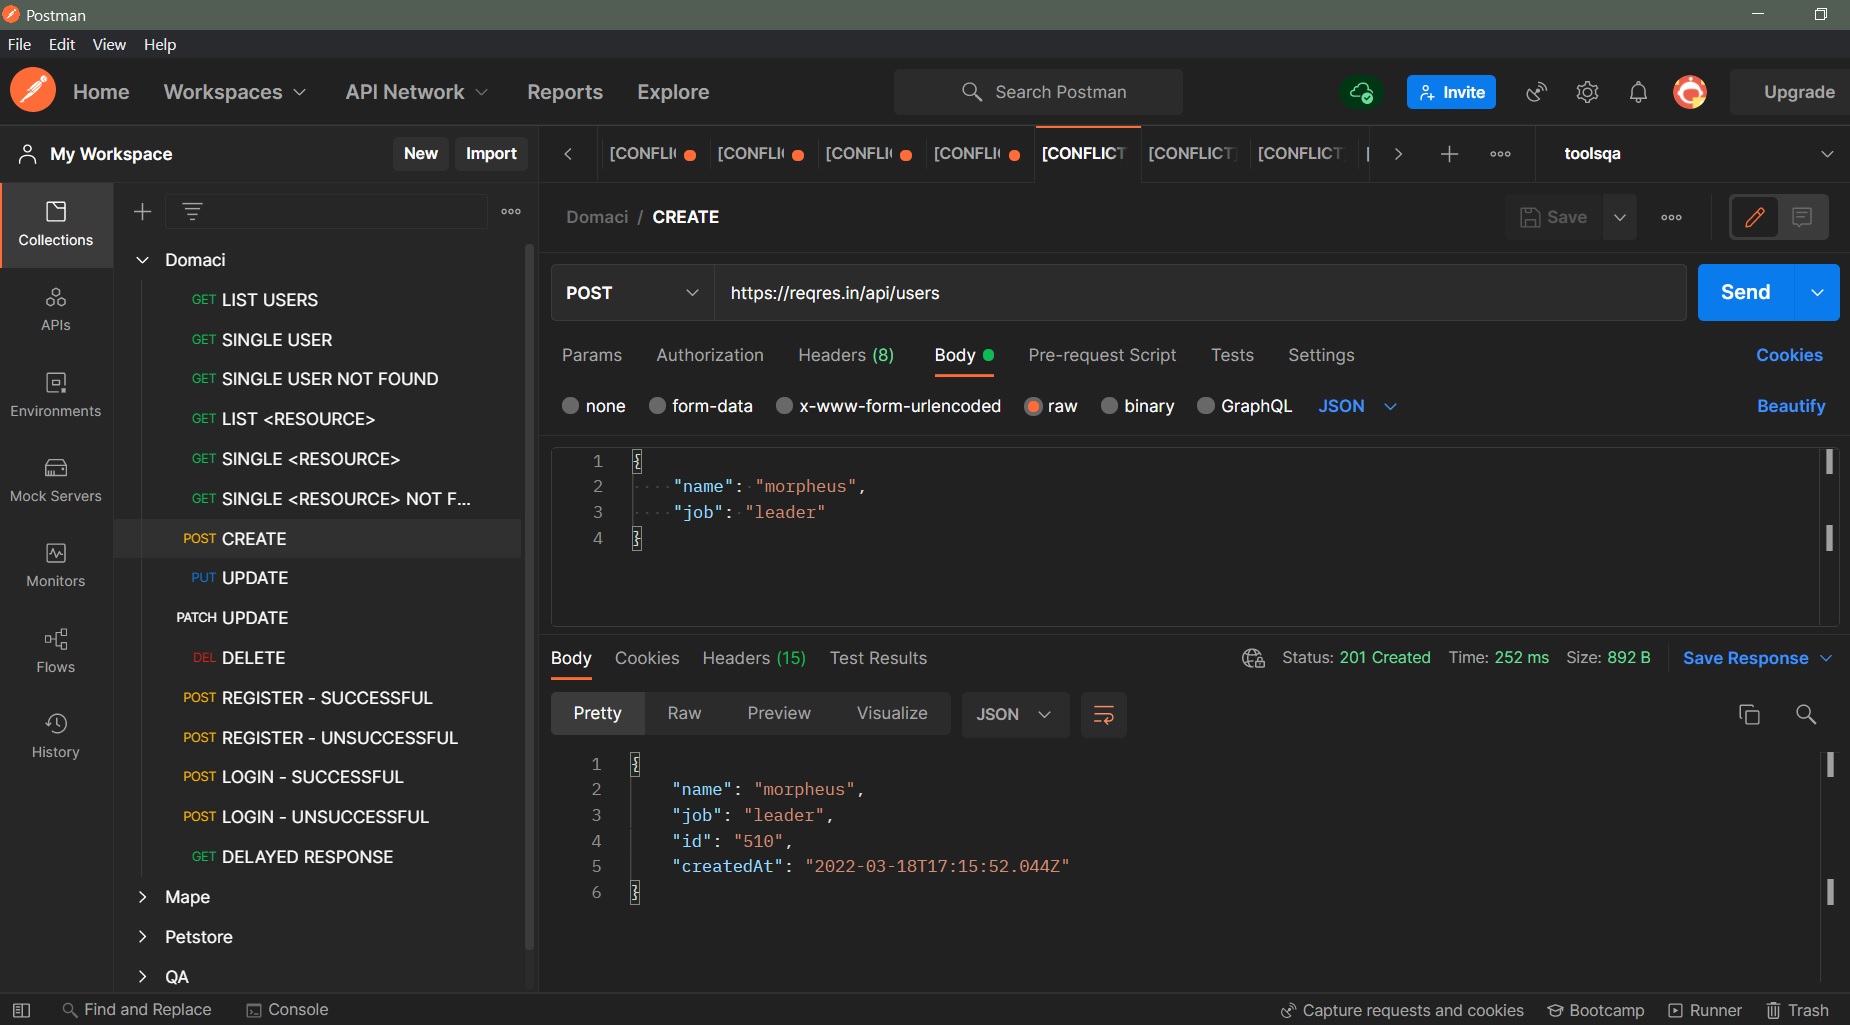 Postman
File Edit View Help
Home Workspaces API Network Reports Explore Search Postman Invite Upgrade
My Workspace New Import [CONFLI [CONFLI [CONFLI [CONFLI [CONFLICT [CONFLICT [CONFLICT [ toolsqa
Collections
APIs
Environments
Mock Servers
Monitors
Flows
History
Domaci
GET LIST USERS
GET SINGLE USER
GET SINGLE USER NOT FOUND
GET LIST <RESOURCE>
GET SINGLE <RESOURCE>
GET SINGLE <RESOURCE> NOT F...
POST CREATE
PUT UPDATE
PATCH UPDATE
DEL DELETE
POST REGISTER - SUCCESSFUL
POST REGISTER - UNSUCCESSFUL
POST LOGIN - SUCCESSFUL
POST LOGIN - UNSUCCESSFUL
GET DELAYED RESPONSE
Mape
Petstore
QA
Domaci / CREATE Save
POST https://reqres.in/api/users Send
Params Authorization Headers (8) Body Pre-request Script Tests Settings Cookies
none form-data x-www-form-urlencoded raw binary GraphQL JSON Beautify
1 {
2 "name": "morpheus",
3 "job": "leader"
4 }
Body Cookies Headers (15) Test Results Status: 201 Created Time: 252 ms Size: 892 B Save Response
Pretty Raw Preview Visualize JSON
1 {
2 "name": "morpheus",
3 "job": "leader",
4 "id": "510",
5 "createdAt": "2022-03-18T17:15:52.044Z"
6 }
Find and Replace Console Capture requests and cookies Bootcamp Runner Trash